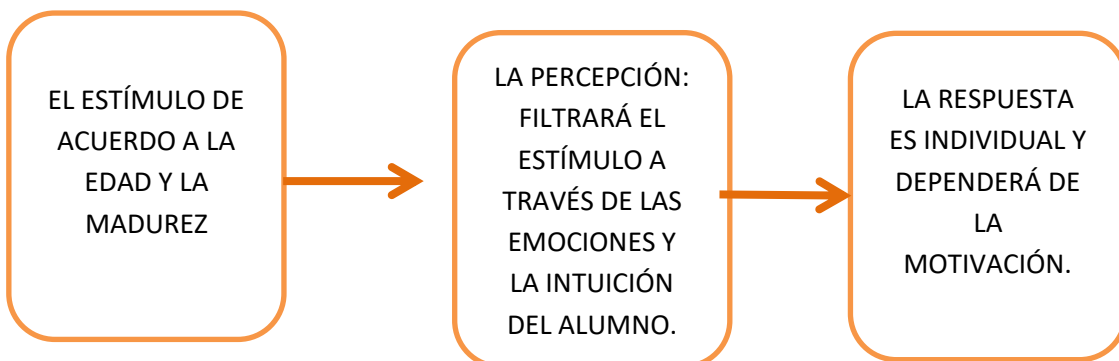 EL ESTÍMULO DE
ACUERDO A LA
EDAD Y LA
MADUREZ
LA PERCEPCIÓN:
FILTRARÁ EL
ESTÍMULO A
TRAVÉS DE LAS
EMOCIONES Y
LA INTUICIÓN
DEL ALUMNO.
LA RESPUESTA
ES INDIVIDUAL Y
DEPENDERÁ DE
LA
MOTIVACIÓN.